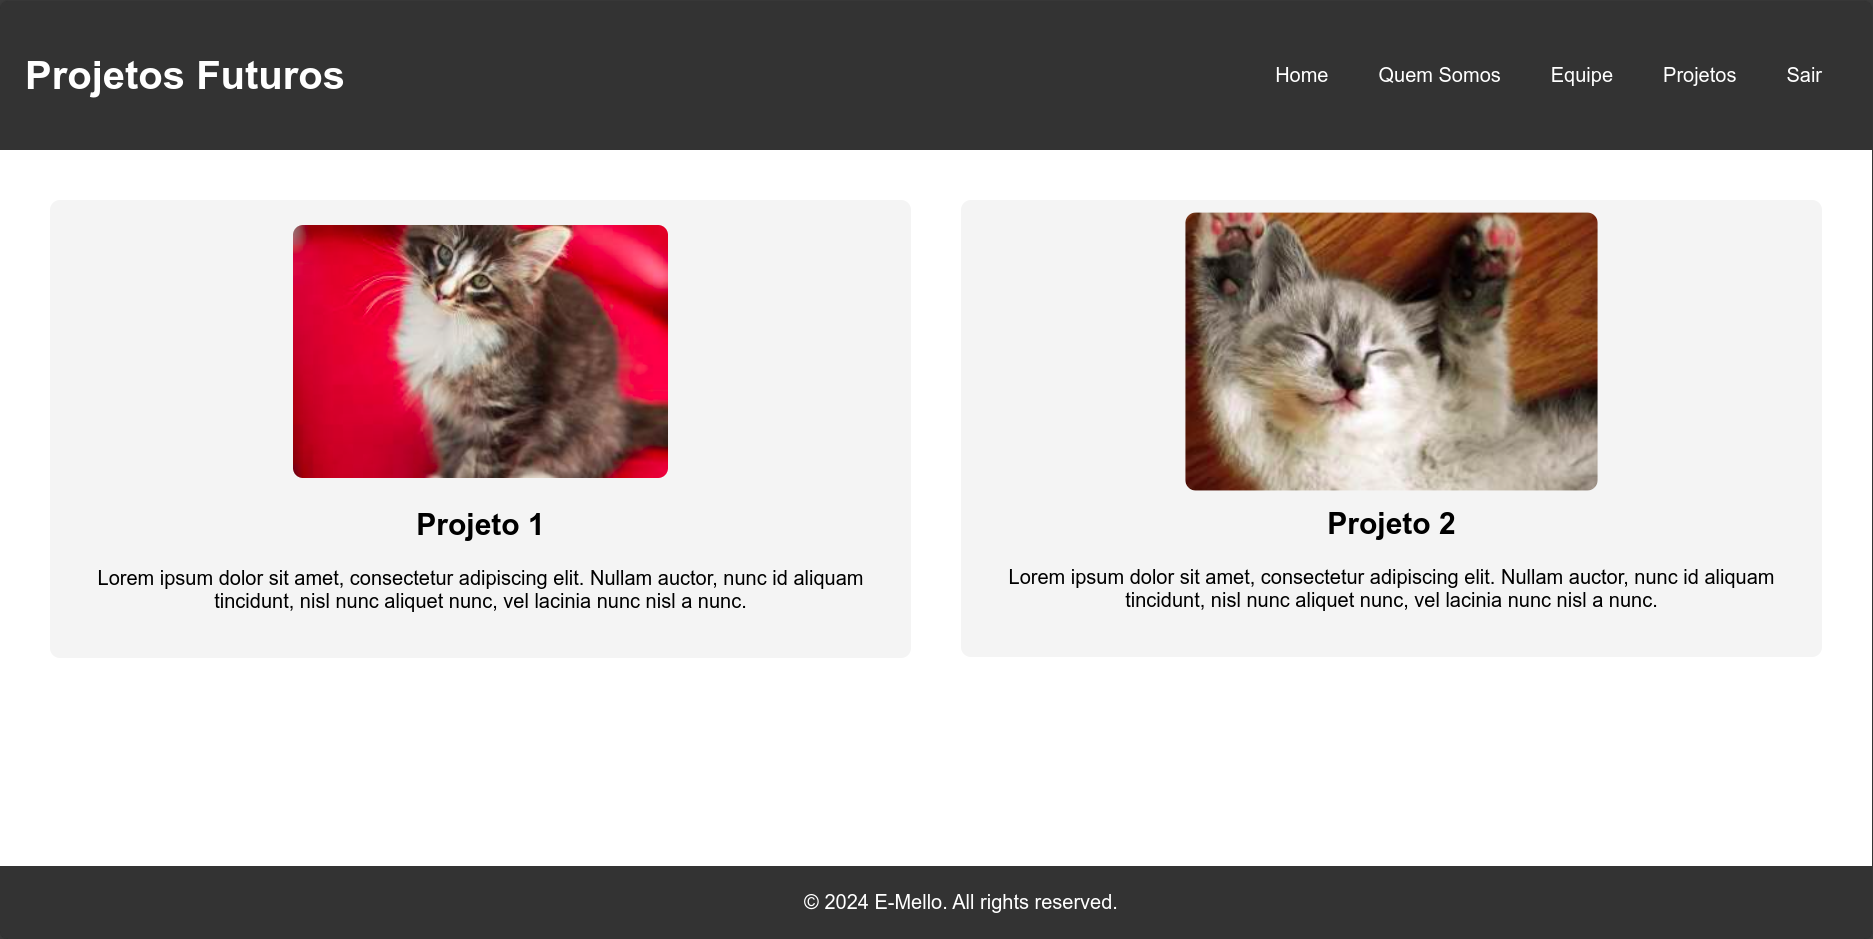 Projetos Futuros
Home Quem Somos Equipe Projetos Sair
Projeto 1
Lorem ipsum dolor sit amet, consectetur adipiscing elit. Nullam auctor, nunc id aliquam
tincidunt, nisl nunc aliquet nunc, vel lacinia nunc nisl a nunc.
Projeto 2
Lorem ipsum dolor sit amet, consectetur adipiscing elit. Nullam auctor, nunc id aliquam
tincidunt, nisl nunc aliquet nunc, vel lacinia nunc nisl a nunc.
© 2024 E-Mello. All rights reserved.